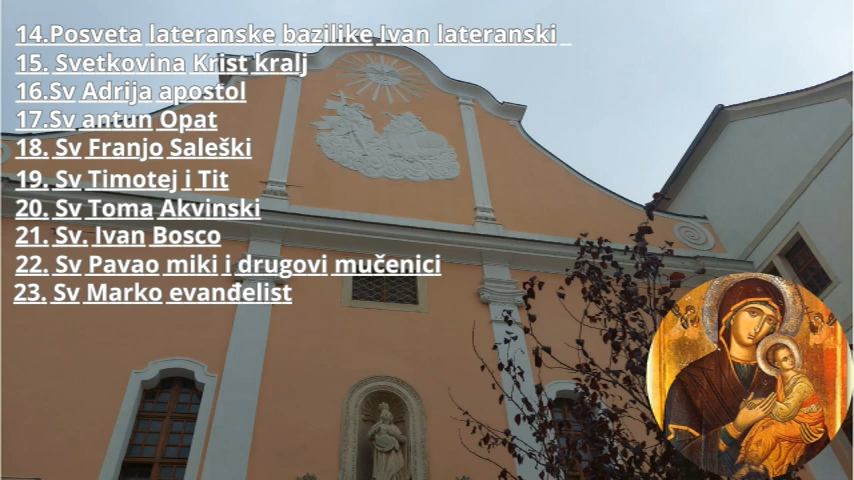 14.Posveta lateranske bazilike Ivan lateranski
15. Svetkovina Krist kralj
16.Sv Adrija apostol
17.Sv antun Opat
18. Sv Franjo Saleški
19. Sv Timotej i Tit
20. Sv Toma Akvinski
21. Sv. Ivan Bosco
22. Sv Pavao miki i drugovi mučenici
23. Sv Marko evanđelist